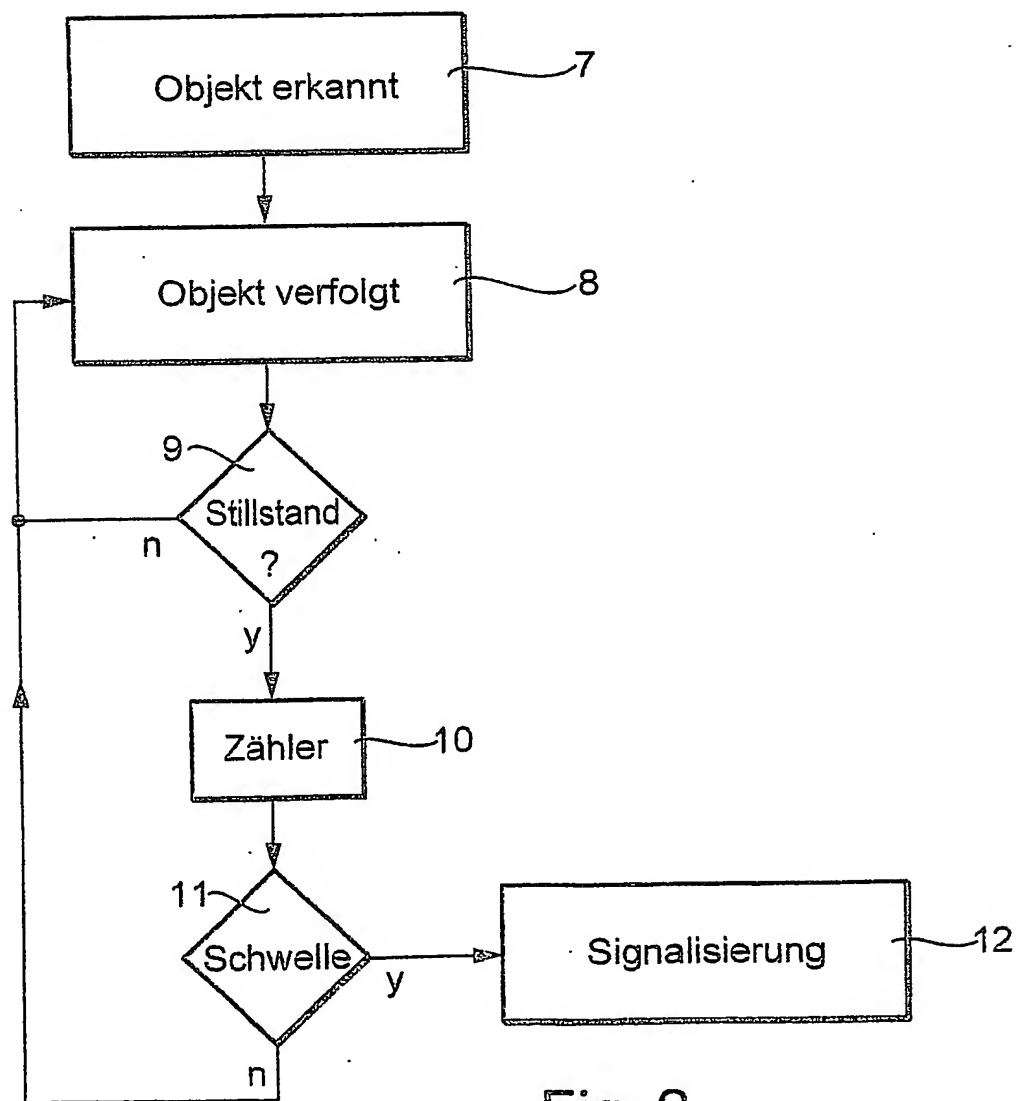 Objekt erkannt
7
Objekt verfolgt
8
9
Stillstand
?
n
y
Zähler
10
11
Schwelle
y
Signalisierung
12
n